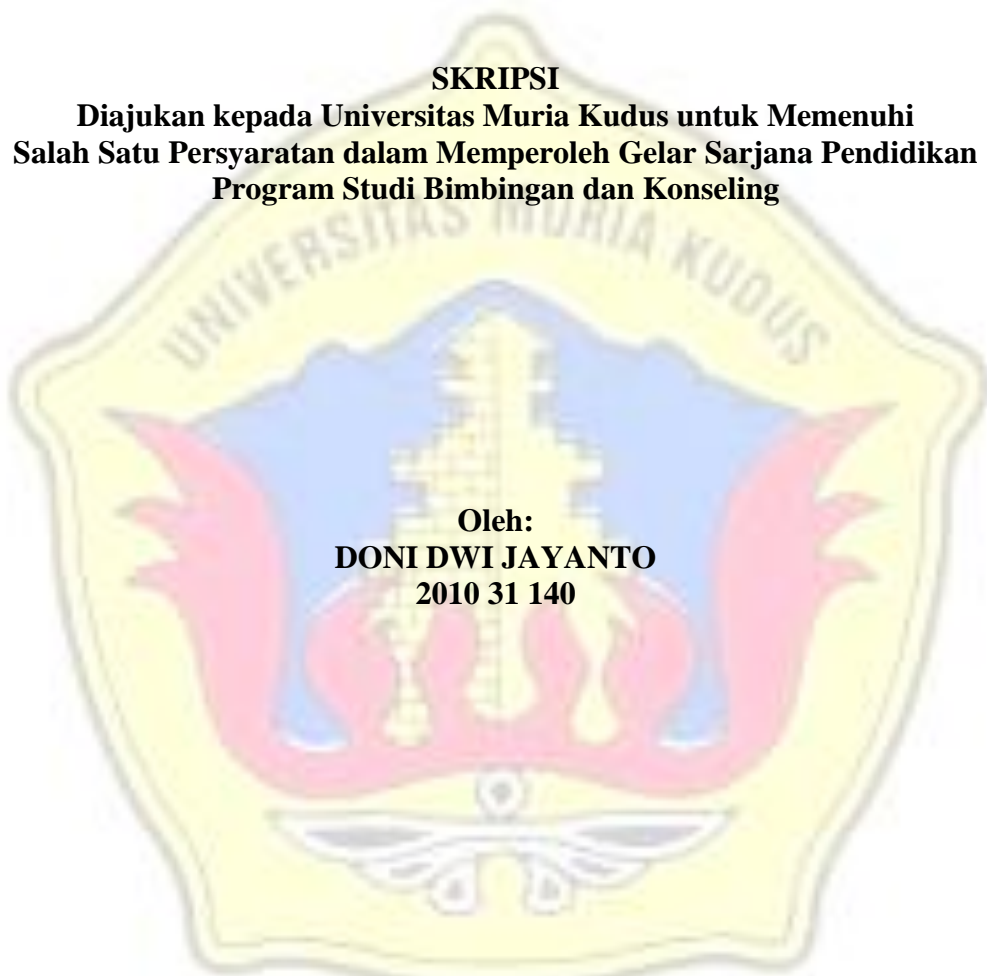 SKRIPSI
Diajukan kepada Universitas Muria Kudus untuk Memenuhi
Salah Satu Persyaratan dalam Memperoleh Gelar Sarjana Pendidikan
Program Studi Bimbingan dan Konseling
UNIVERSITAS MURIA KUDUS
Oleh:
DONI DWI JAYANTO
2010 31 140